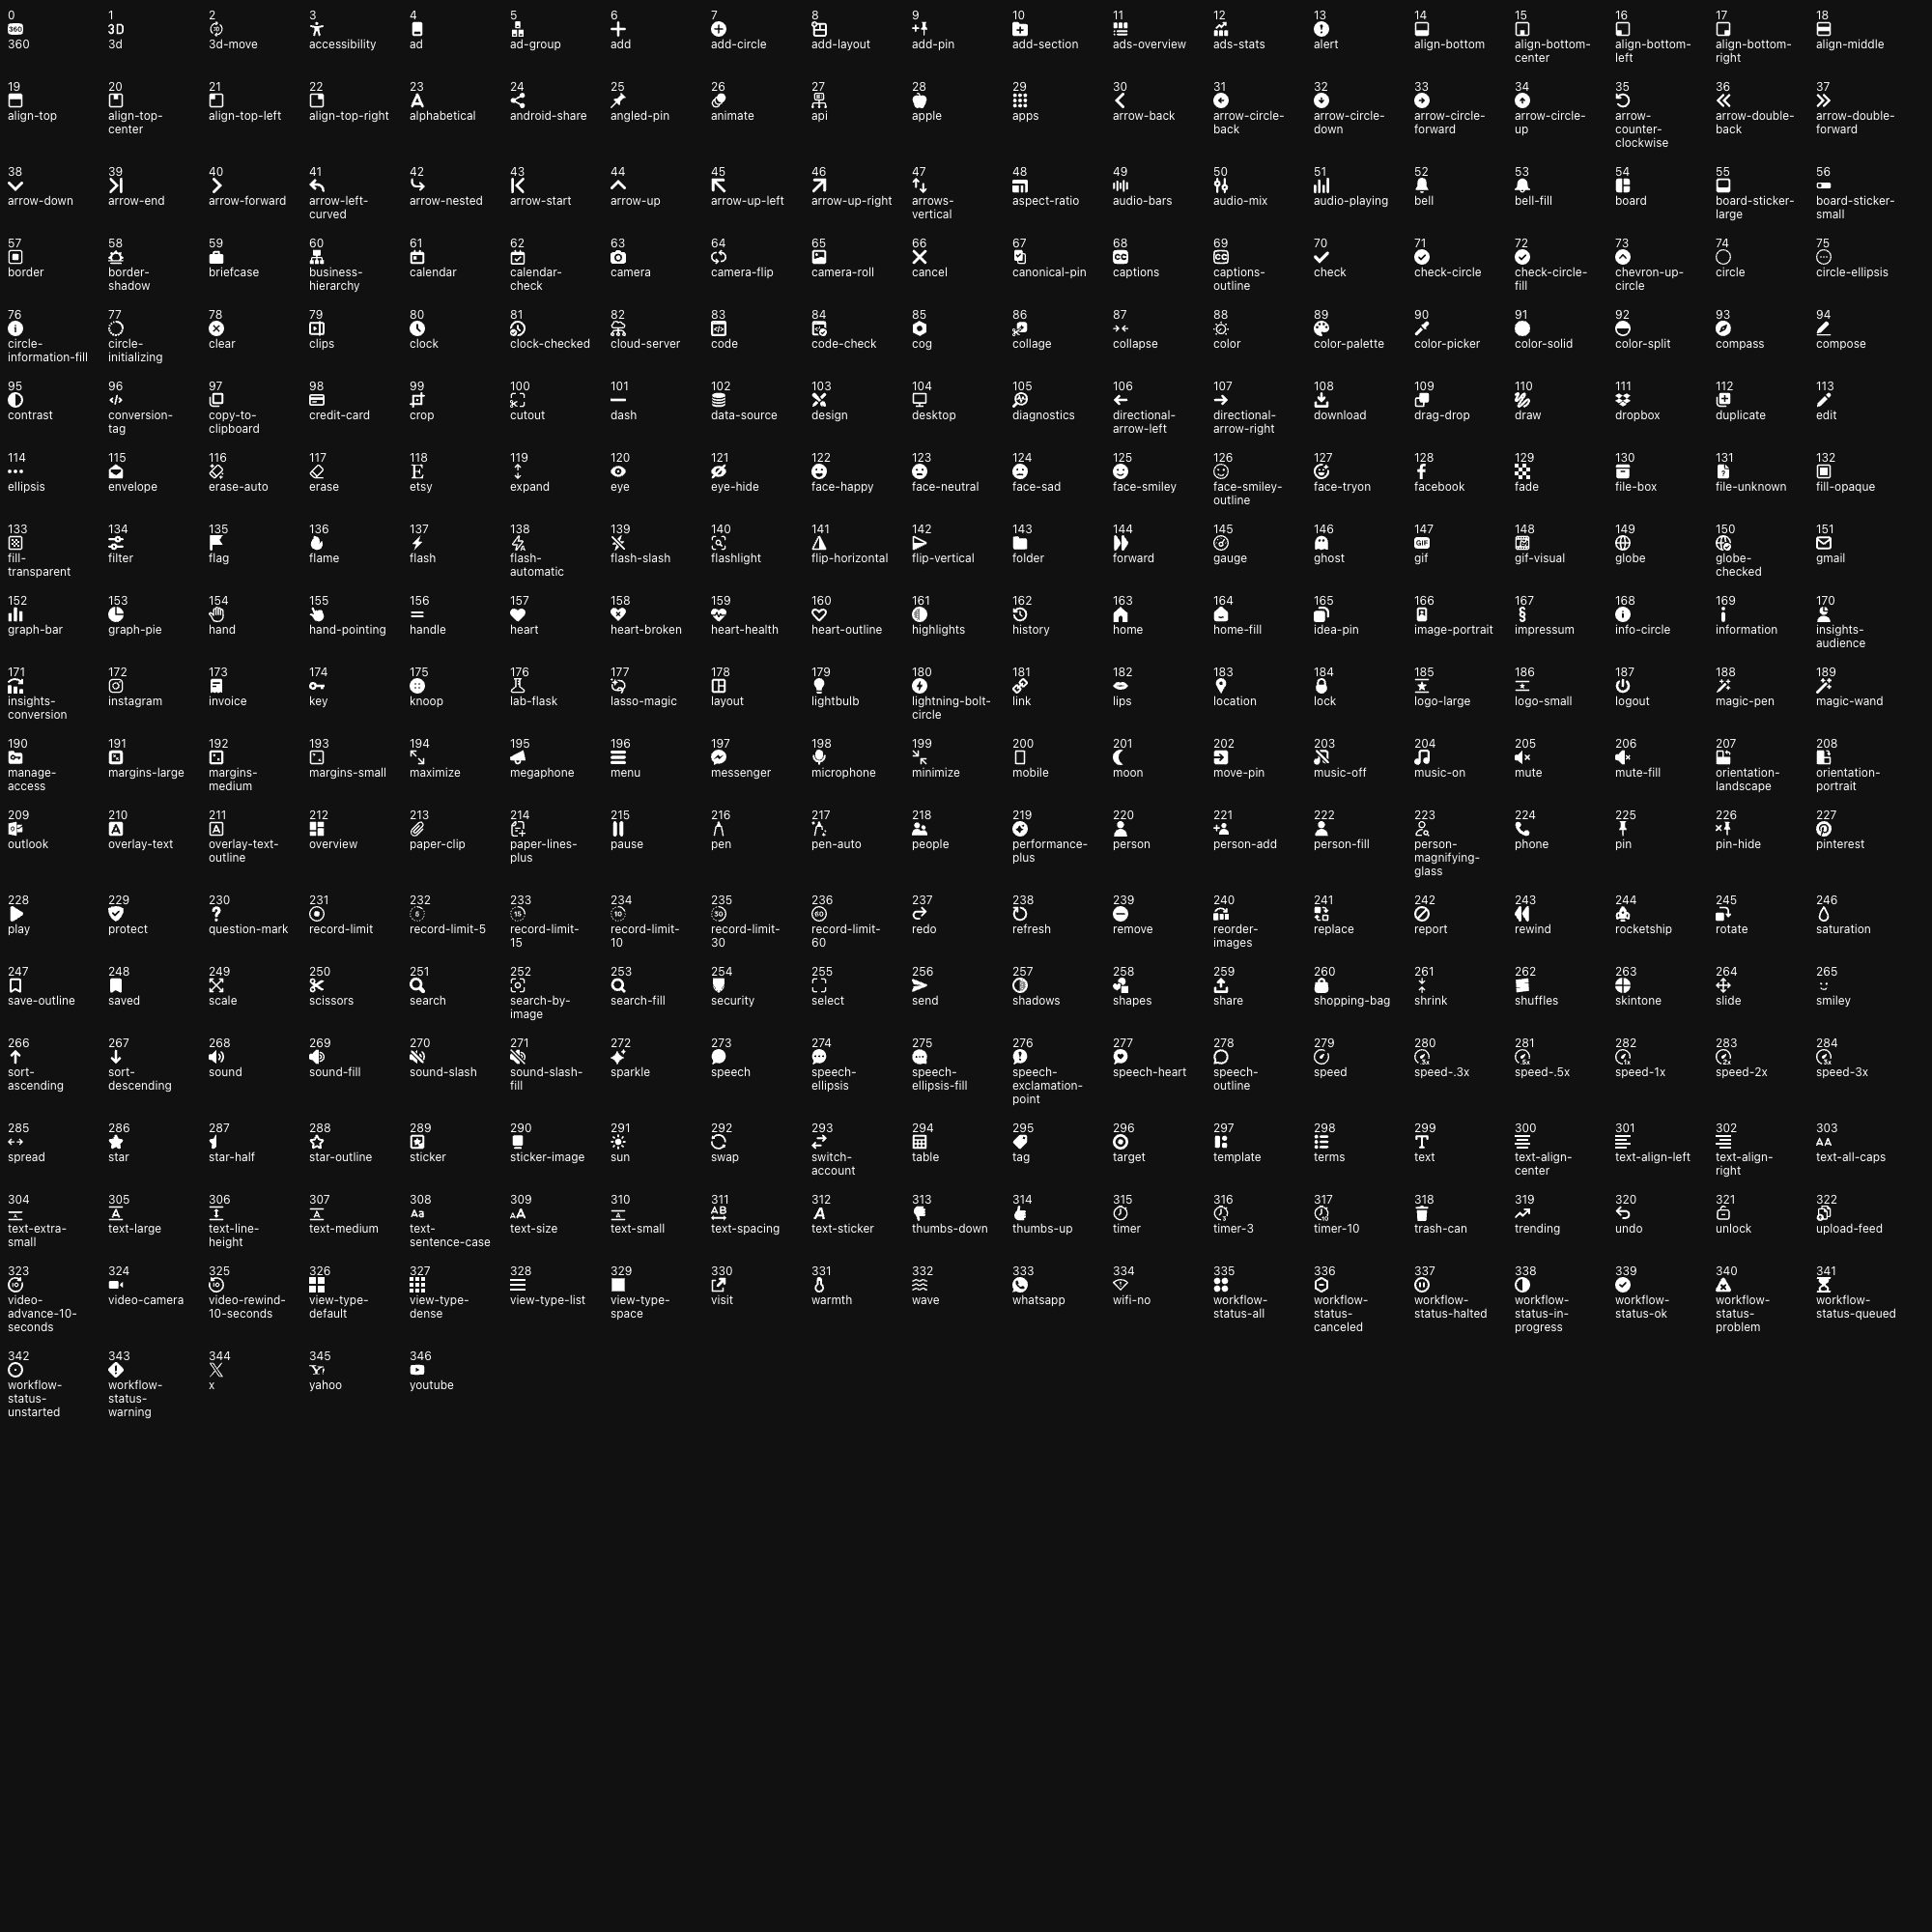 0 1 2 3 4 5 6 7 8 9 10 11 12 13 14 15 16 17 18
360 3d 3d-move accessibility ad ad-group add add-circle add-layout add-pin add-section ads-overview ads-stats alert align-bottom align-bottom- align-bottom- align-bottom- align-middle
center left right
19 20 21 22 23 24 25 26 27 28 29 30 31 32 33 34 35 36 37
align-top align-top- align-top-left align-top-right alphabetical android-share angled-pin animate api apple apps arrow-back arrow-circle- arrow-circle- arrow-circle- arrow-circle- arrow- arrow-double- arrow-double-
center back down forward up counter- back forward
clockwise
38 39 40 41 42 43 44 45 46 47 48 49 50 51 52 53 54 55 56
arrow-down arrow-end arrow-forward arrow-left- arrow-nested arrow-start arrow-up arrow-up-left arrow-up-right arrows- aspect-ratio audio-bars audio-mix audio-playing bell bell-fill board board-sticker- board-sticker-
curved vertical large small
57 58 59 60 61 62 63 64 65 66 67 68 69 70 71 72 73 74 75
border border- briefcase business- calendar calendar- camera camera-flip camera-roll cancel canonical-pin captions captions- check check-circle check-circle- chevron-up- circle circle-ellipsis
shadow hierarchy check outline fill circle
76 77 78 79 80 81 82 83 84 85 86 87 88 89 90 91 92 93 94
circle- circle- clear clips clock clock-checked cloud-server code code-check cog collage collapse color color-palette color-picker color-solid color-split compass compose
information-fill initializing
95 96 97 98 99 100 101 102 103 104 105 106 107 108 109 110 111 112 113
contrast conversion- copy-to- credit-card crop cutout dash data-source design desktop diagnostics directional- directional- download drag-drop draw dropbox duplicate edit
tag clipboard arrow-left arrow-right
114 115 116 117 118 119 120 121 122 123 124 125 126 127 128 129 130 131 132
ellipsis envelope erase-auto erase etsy expand eye eye-hide face-happy face-neutral face-sad face-smiley face-smiley- face-tryon facebook fade file-box file-unknown fill-opaque
outline
133 134 135 136 137 138 139 140 141 142 143 144 145 146 147 148 149 150 151
fill- filter flag flame flash flash- flash-slash flashlight flip-horizontal flip-vertical folder forward gauge ghost gif gif-visual globe globe- gmail
transparent automatic checked
152 153 154 155 156 157 158 159 160 161 162 163 164 165 166 167 168 169 170
graph-bar graph-pie hand hand-pointing handle heart heart-broken heart-health heart-outline highlights history home home-fill idea-pin image-portrait impressum info-circle information insights-
audience
171 172 173 174 175 176 177 178 179 180 181 182 183 184 185 186 187 188 189
insights- instagram invoice key knoop lab-flask lasso-magic layout lightbulb lightning-bolt- link lips location lock logo-large logo-small logout magic-pen magic-wand
conversion circle
190 191 192 193 194 195 196 197 198 199 200 201 202 203 204 205 206 207 208
manage- margins-large margins- margins-small maximize megaphone menu messenger microphone minimize mobile moon move-pin music-off music-on mute mute-fill orientation- orientation-
access medium landscape portrait
209 210 211 212 213 214 215 216 217 218 219 220 221 222 223 224 225 226 227
outlook overlay-text overlay-text- overview paper-clip paper-lines- pause pen pen-auto people performance- person person-add person-fill person- phone pin pin-hide pinterest
outline plus plus magnifying-
glass
228 229 230 231 232 233 234 235 236 237 238 239 240 241 242 243 244 245 246
play protect question-mark record-limit record-limit-5 record-limit- record-limit- record-limit- record-limit- redo refresh remove reorder- replace report rewind rocketship rotate saturation
15 10 30 60 images
247 248 249 250 251 252 253 254 255 256 257 258 259 260 261 262 263 264 265
save-outline saved scale scissors search search-by- search-fill security select send shadows shapes share shopping-bag shrink shuffles skintone slide smiley
image
266 267 268 269 270 271 272 273 274 275 276 277 278 279 280 281 282 283 284
sort- sort- sound sound-fill sound-slash sound-slash- sparkle speech speech- speech- speech- speech-heart speech- speed speed-.3x speed-.5x speed-1x speed-2x speed-3x
ascending descending fill ellipsis ellipsis-fill exclamation- outline
point
285 286 287 288 289 290 291 292 293 294 295 296 297 298 299 300 301 302 303
spread star star-half star-outline sticker sticker-image sun swap switch- table tag target template terms text text-align- text-align-left text-align- text-all-caps
account center right
304 305 306 307 308 309 310 311 312 313 314 315 316 317 318 319 320 321 322
text-extra- text-large text-line- text-medium text- text-size text-small text-spacing text-sticker thumbs-down thumbs-up timer timer-3 timer-10 trash-can trending undo unlock upload-feed
small height sentence-case
323 324 325 326 327 328 329 330 331 332 333 334 335 336 337 338 339 340 341
video- video-camera video-rewind- view-type- view-type- view-type-list view-type- visit warmth wave whatsapp wifi-no workflow- workflow- workflow- workflow- workflow- workflow- workflow-
advance-10- 10-seconds default dense space status-all status- status-halted status-in- status-ok status- status-queued
seconds canceled progress problem
342 343 344 345 346
workflow- workflow- x yahoo youtube
status- status-
unstarted warning